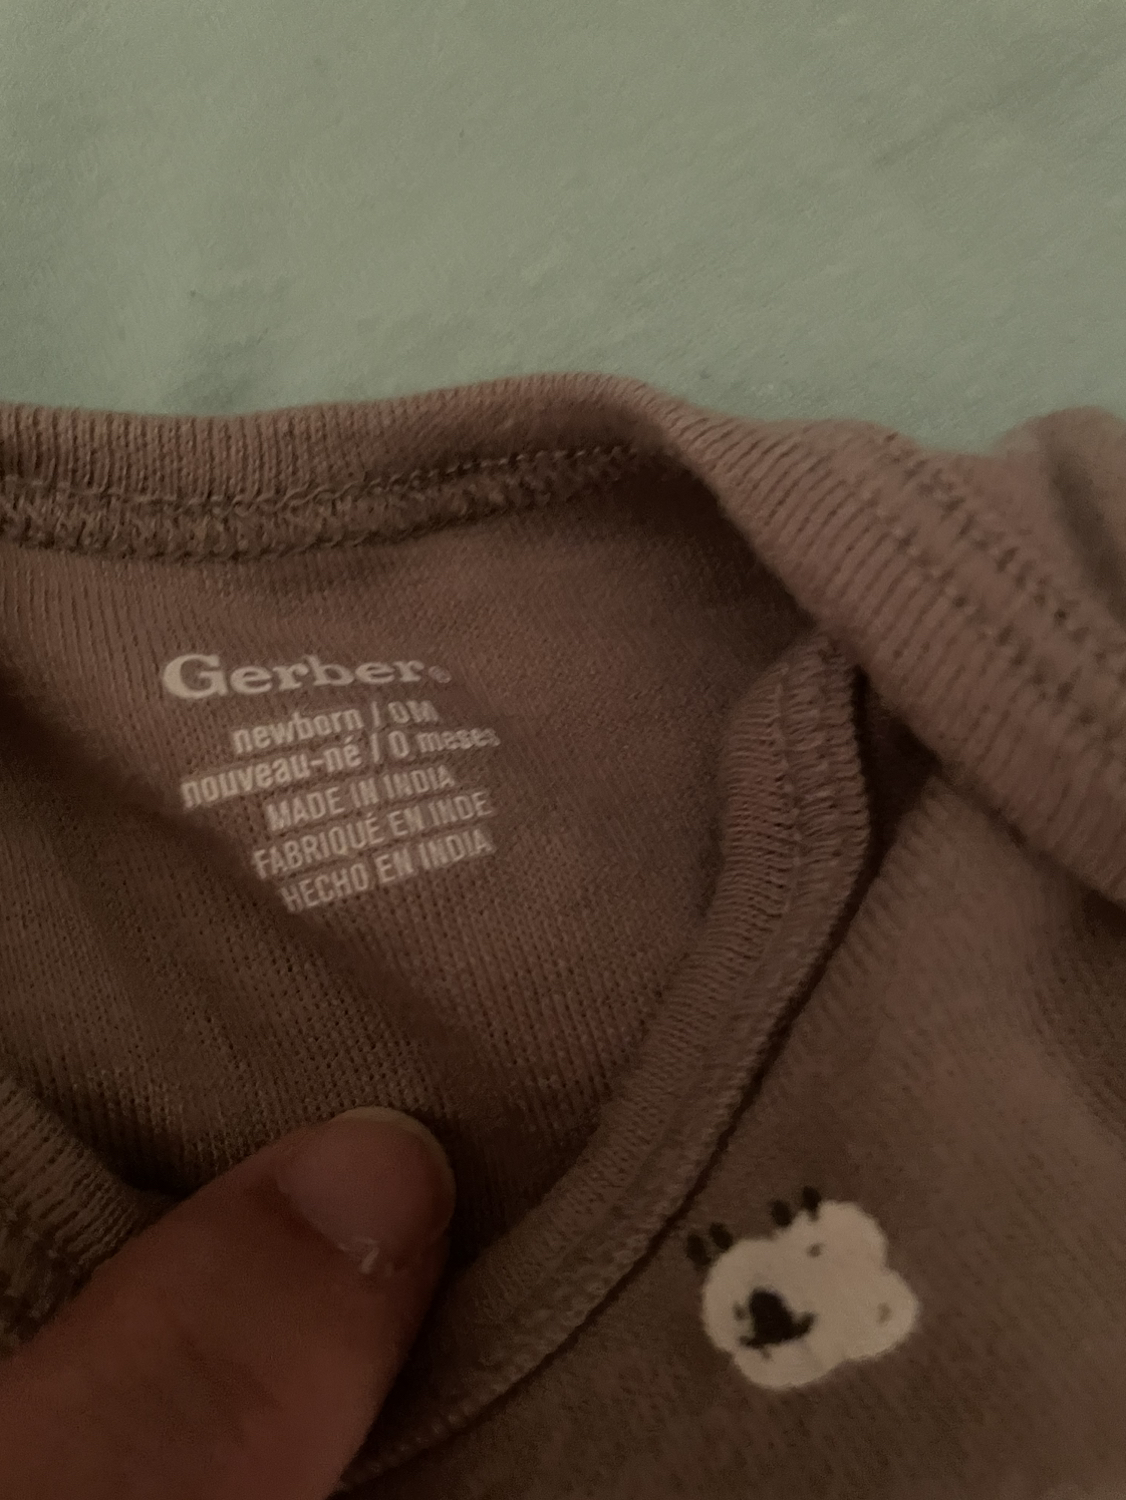 Gerber®
newborn / 0M
nouveau-né / 0 meses
MADE IN INDIA
FABRIQUÉ EN INDE
HECHO EN INDIA